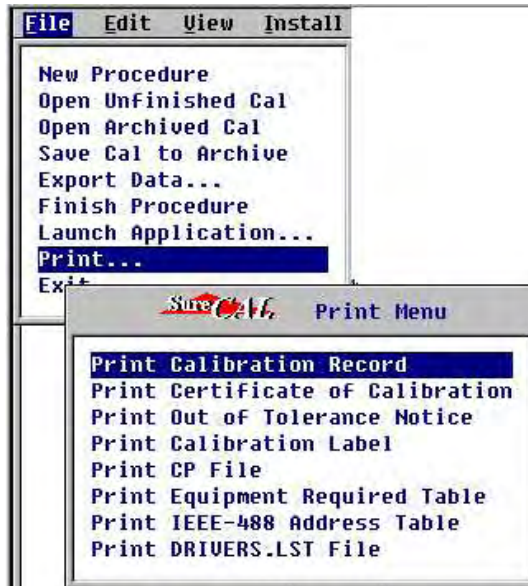 File Edit View Install
New Procedure
Open Unfinished Cal
Open Archived Cal
Save Cal to Archive
Export Data...
Finish Procedure
Launch Application...
Print...
Exit
SureCAL Print Menu
Print Calibration Record
Print Certificate of Calibration
Print Out of Tolerance Notice
Print Calibration Label
Print CP File
Print Equipment Required Table
Print IEEE-488 Address Table
Print DRIVERS.LST File